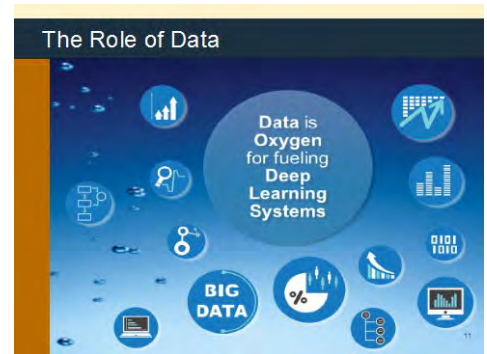 The Role of Data
Data is
Oxygen
for fueling
Deep
Learning
Systems
0101
1010
BIG
DATA
%
11